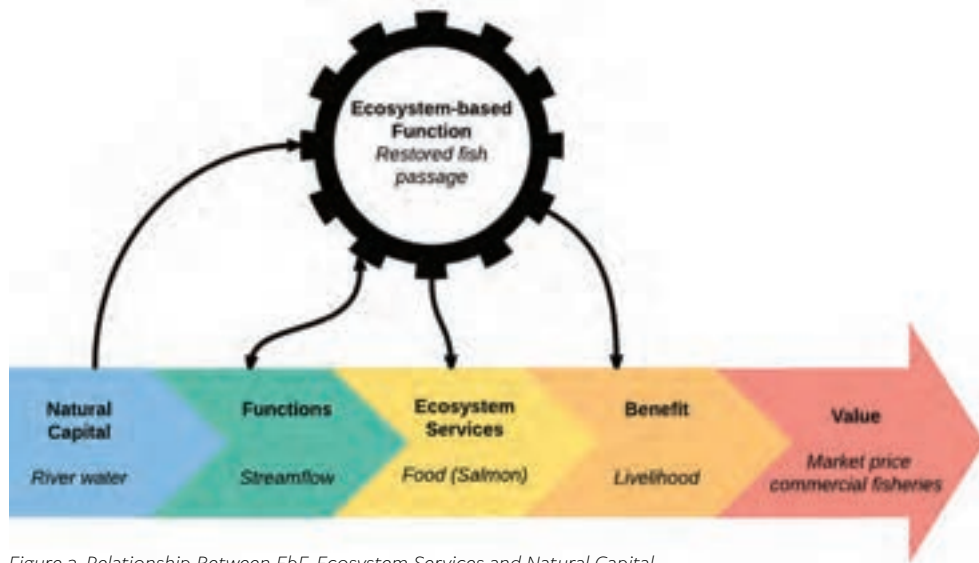 Ecosystem-based
Function
Restored fish
passage
Natural
Capital
River water
Functions
Streamflow
Ecosystem
Services
Food (Salmon)
Benefit
Livelihood
Value
Market price
commercial fisheries
Figure 2. Relationship Between EbF, Ecosystem Services and Natural Capital